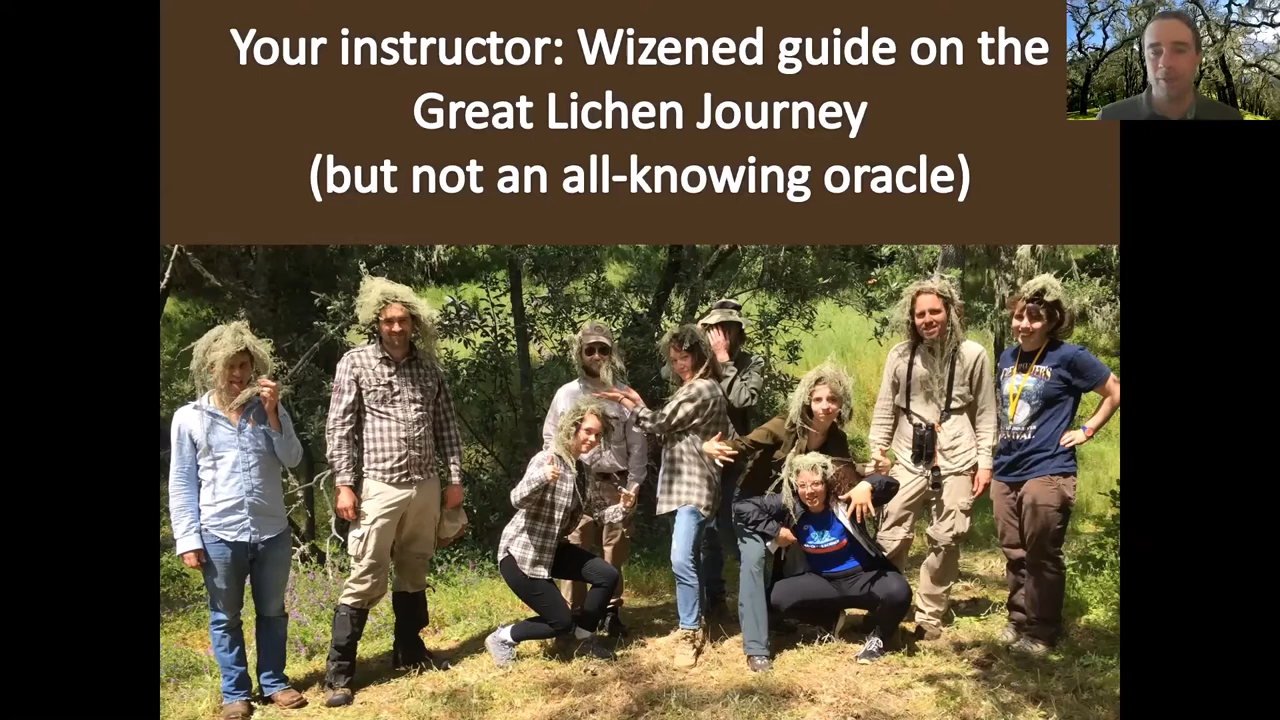 Your instructor: Wizened guide on the
Great Lichen Journey
(but not an all-knowing oracle)